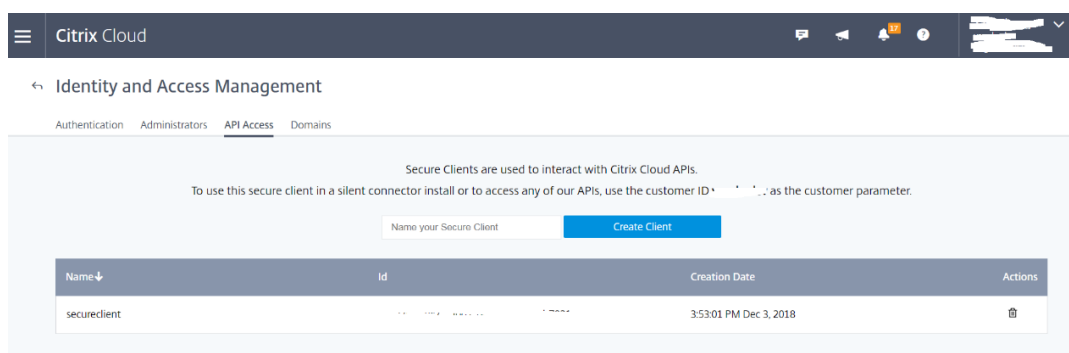 Citrix Cloud
17
?
Identity and Access Management
Authentication Administrators API Access Domains
Secure Clients are used to interact with Citrix Cloud APIs.
To use this secure client in a silent connector install or to access any of our APIs, use the customer ID as the customer parameter.
Name your Secure Client Create Client
Name Id Creation Date Actions
secureclient 3:53:01 PM Dec 3, 2018